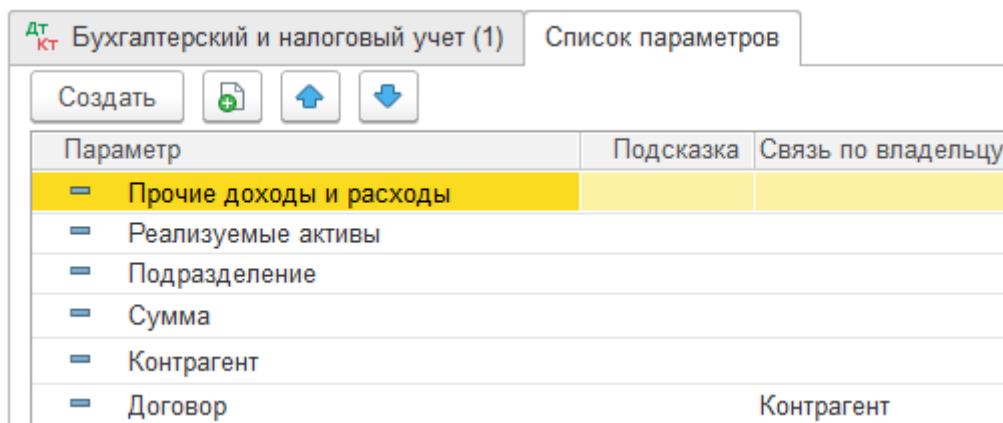 Дт Кт Бухгалтерский и налоговый учет (1) Список параметров
Создать
Параметр Подсказка Связь по владельцу
Прочие доходы и расходы
Реализуемые активы
Подразделение
Сумма
Контрагент
Договор Контрагент